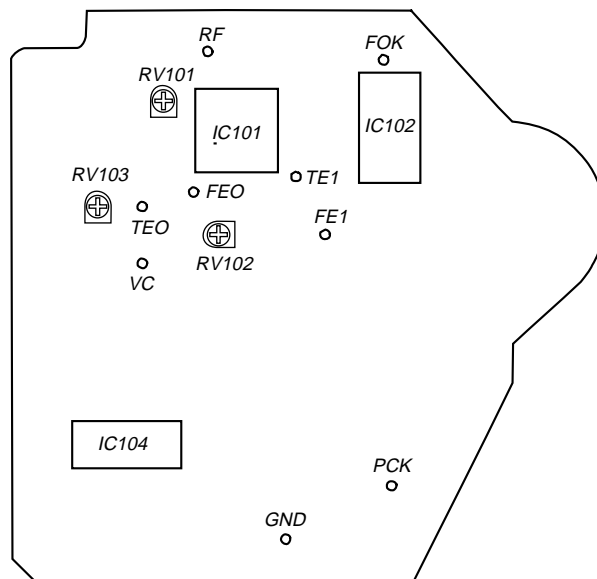 RF
FOK
RV101
IC101
IC102
RV103
FEO
TE1
TEO
FE1
RV102
VC
IC104
PCK
GND